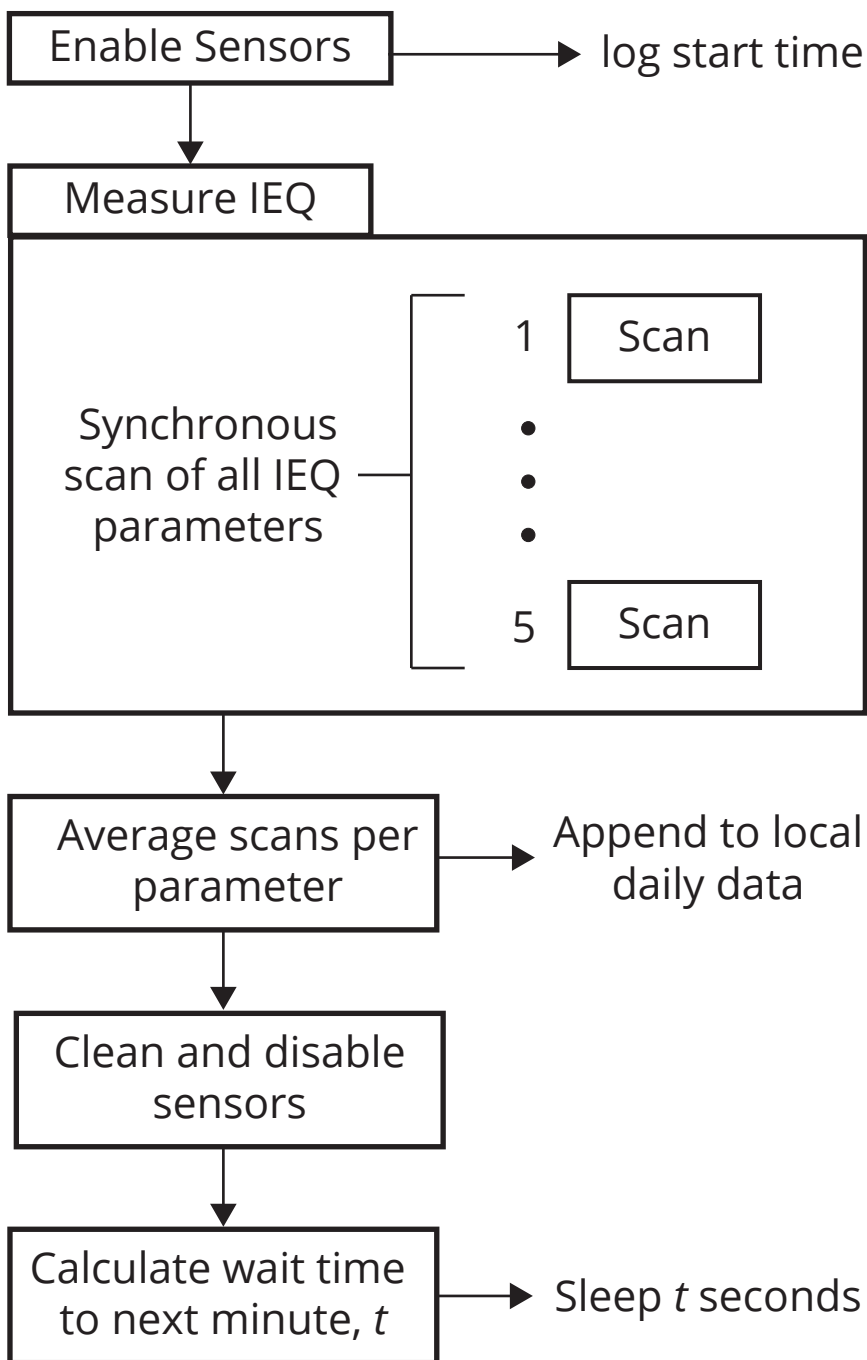 Enable Sensors
log start time
Measure IEQ
Synchronous
scan of all IEQ
parameters
1
Scan
5
Scan
Average scans per
parameter
Append to local
daily data
Clean and disable
sensors
Calculate wait time
to next minute, t
Sleep t seconds